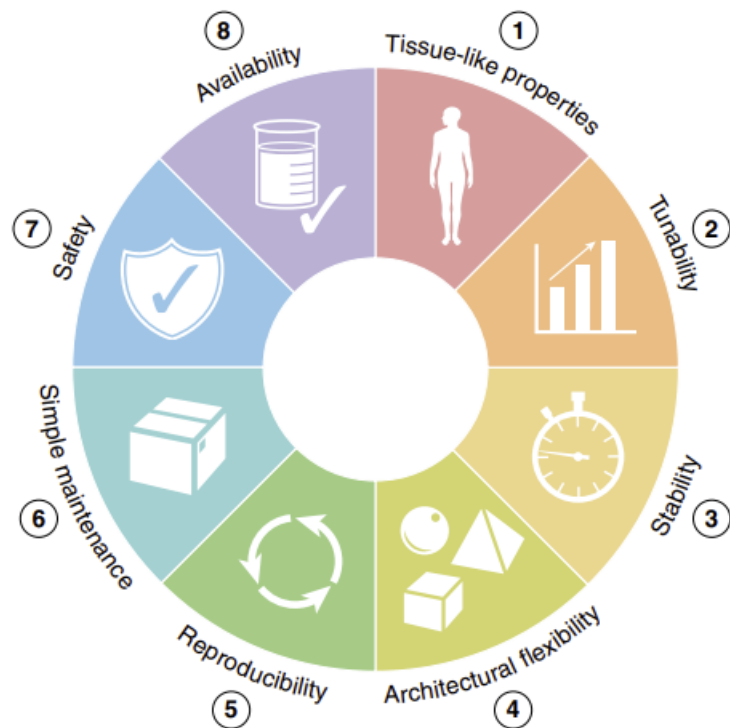 1
Tissue-like properties
2
Tunability
3
Stability
4
Architectural flexibility
5
Reproducibility
6
Simple maintenance
7
Safety
8
Availability